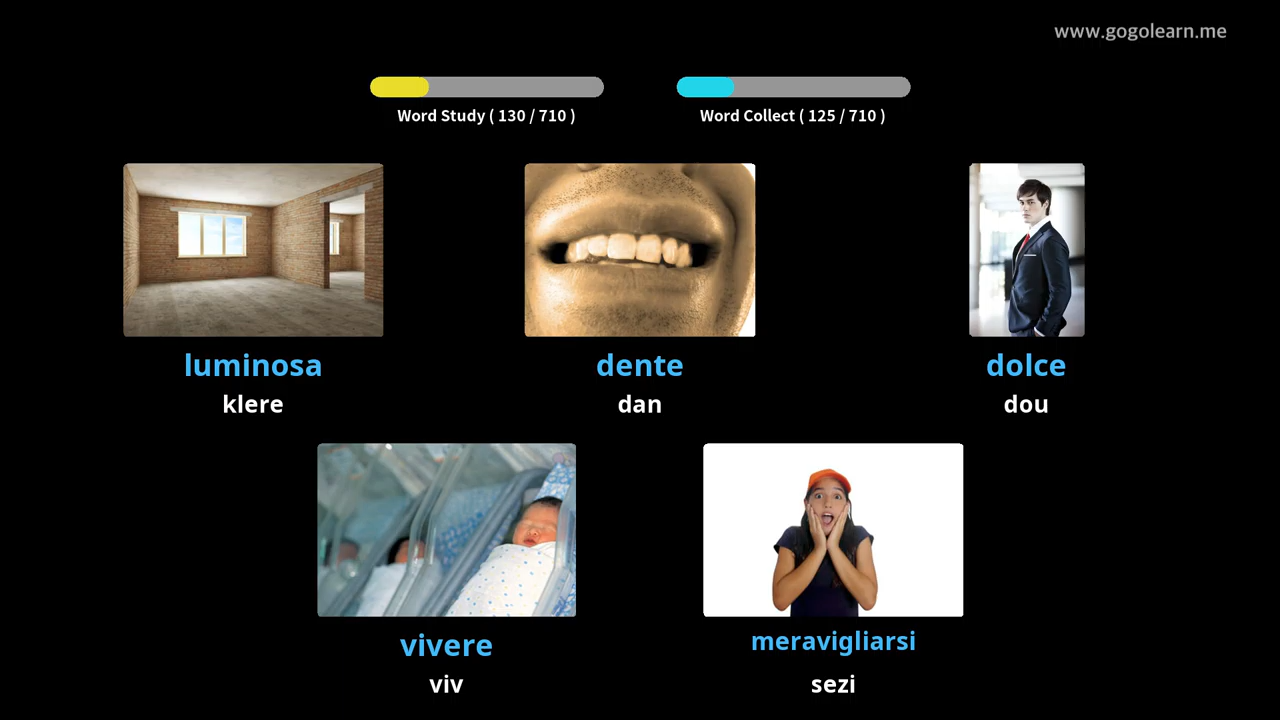 www.gogolearn.me
Word Study ( 130 / 710 )
Word Collect ( 125 / 710 )
luminosa
klere
dente
dan
dolce
dou
vivere
viv
meravigliarsi
sezi